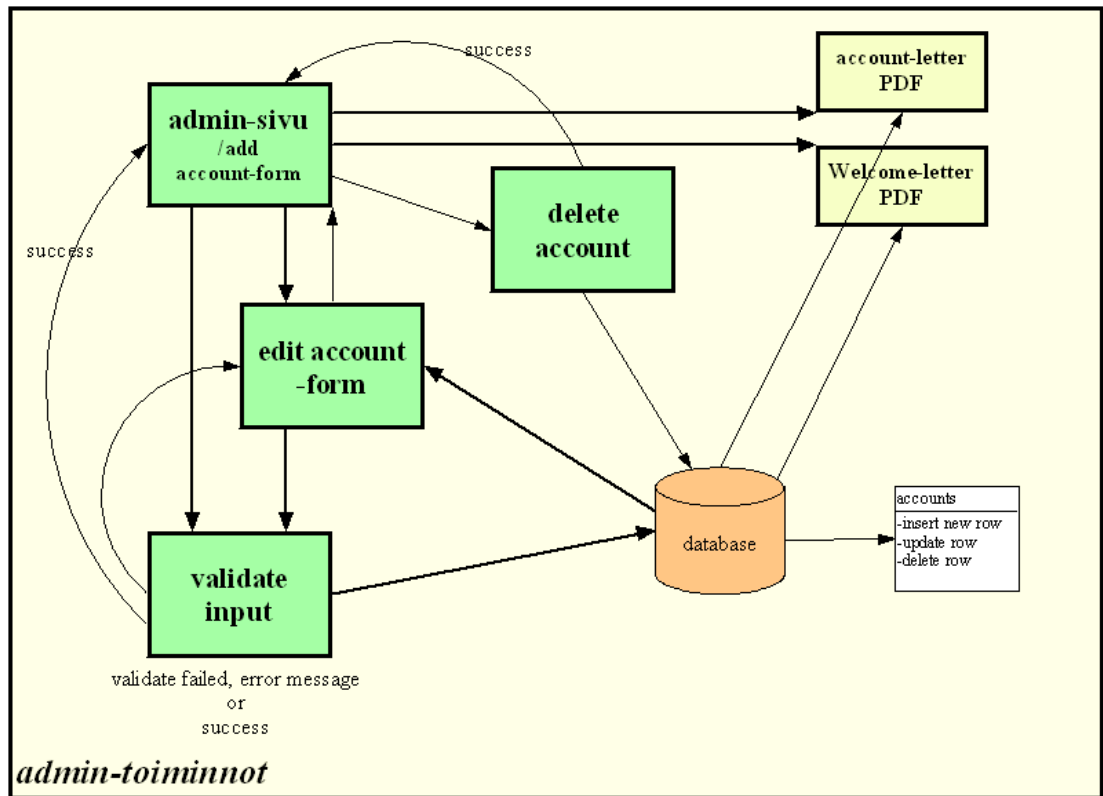 success
account-letter
PDF
admin-sivu
/add
account-form
Welcome-letter
PDF
delete
account
success
edit account
-form
accounts
-insert new row
-update row
-delete row
database
validate
input
validate failed, error message
or
success
admin-toiminnot